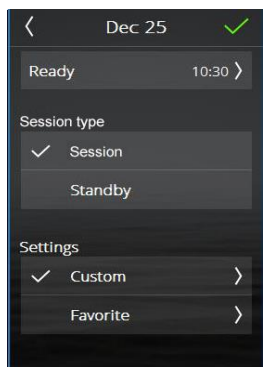 Dec 25
Ready 10:30
Session type
Session
Standby
Settings
Custom
Favorite